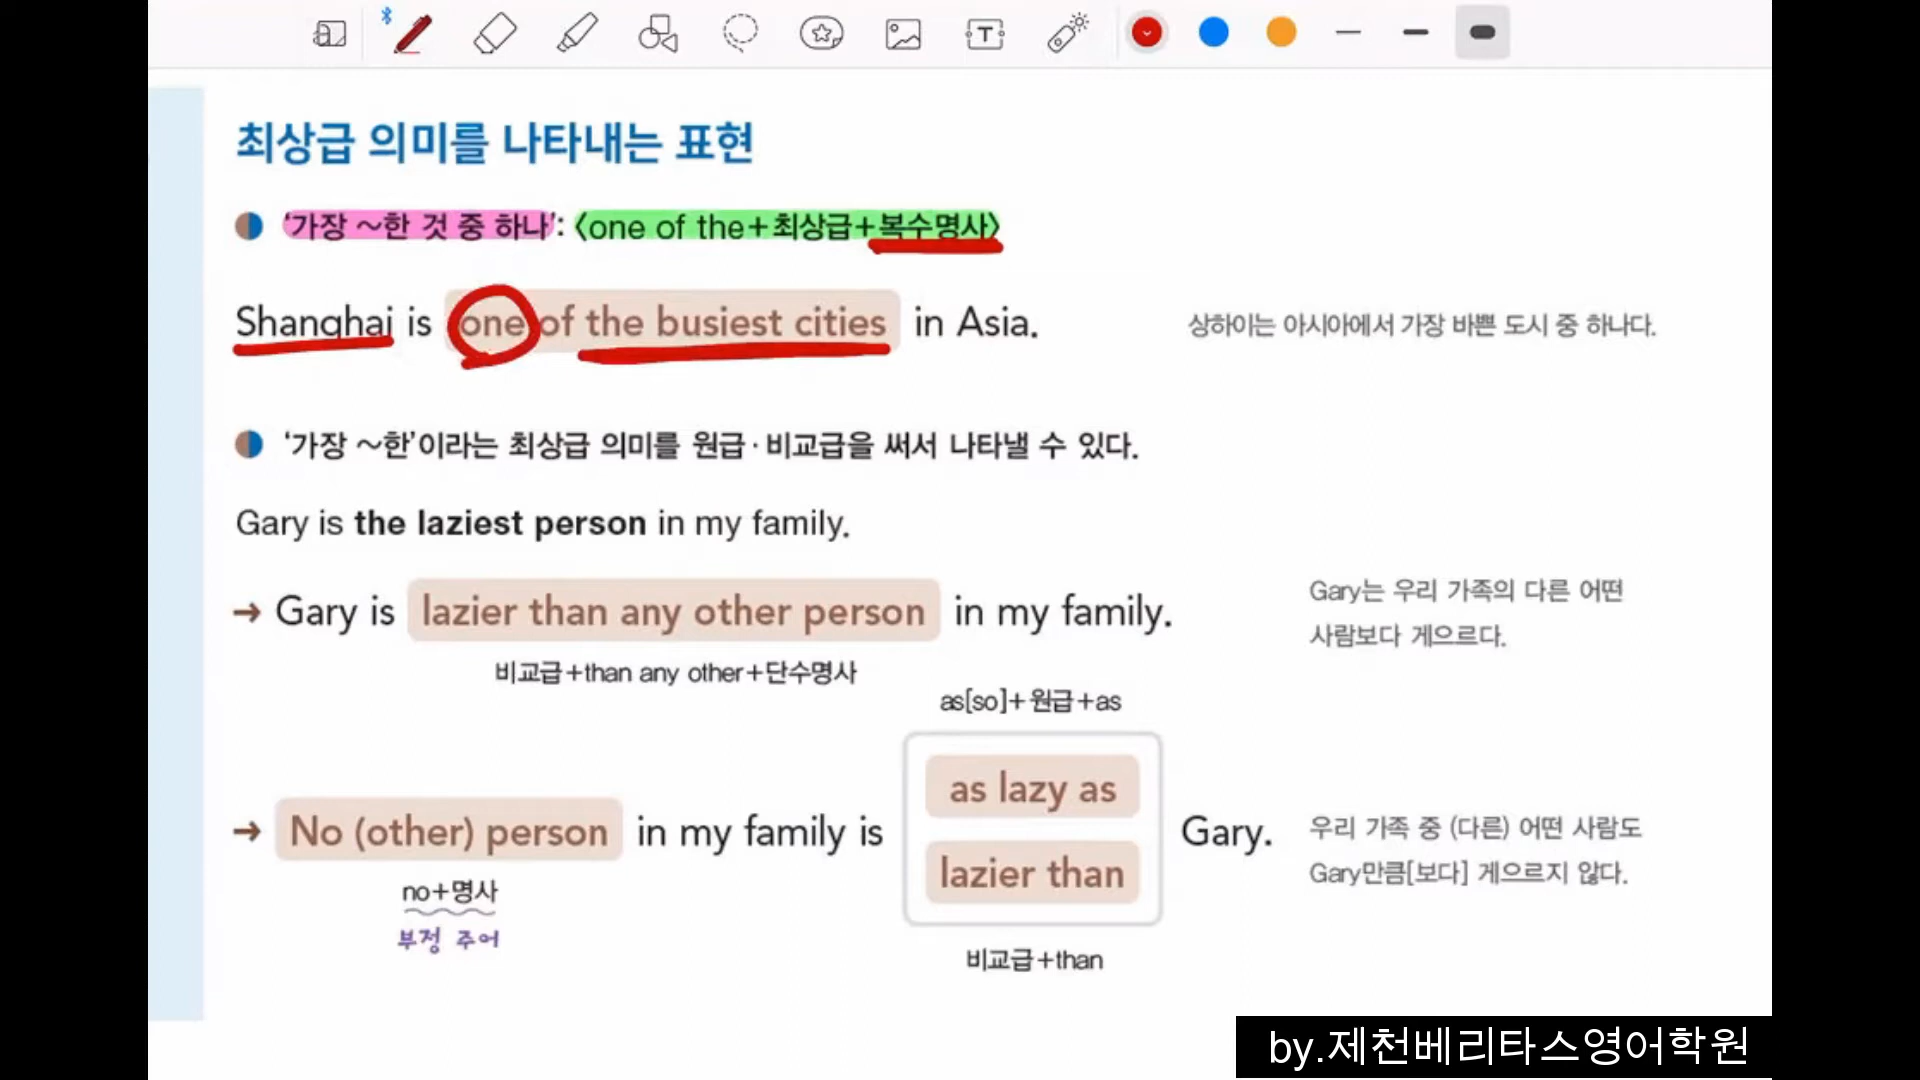 최상급 의미를 나타내는 표현
‘가장 ~한 것 중 하나’: 〈one of the+최상급+복수명사〉
Shanghai is one of the busiest cities in Asia.
상하이는 아시아에서 가장 바쁜 도시 중 하나다.
‘가장 ~한’이라는 최상급 의미를 원급·비교급을 써서 나타낼 수 있다.
Gary is the laziest person in my family.
→ Gary is lazier than any other person in my family.
Gary는 우리 가족의 다른 어떤
사람보다 게으르다.
비교급+than any other+단수명사
as[so]+원급+as
as lazy as
→ No (other) person in my family is
lazier than
Gary.
우리 가족 중 (다른) 어떤 사람도
Gary만큼[보다] 게으르지 않다.
no+명사
부정 주어
비교급+than
by.제천베리타스영어학원